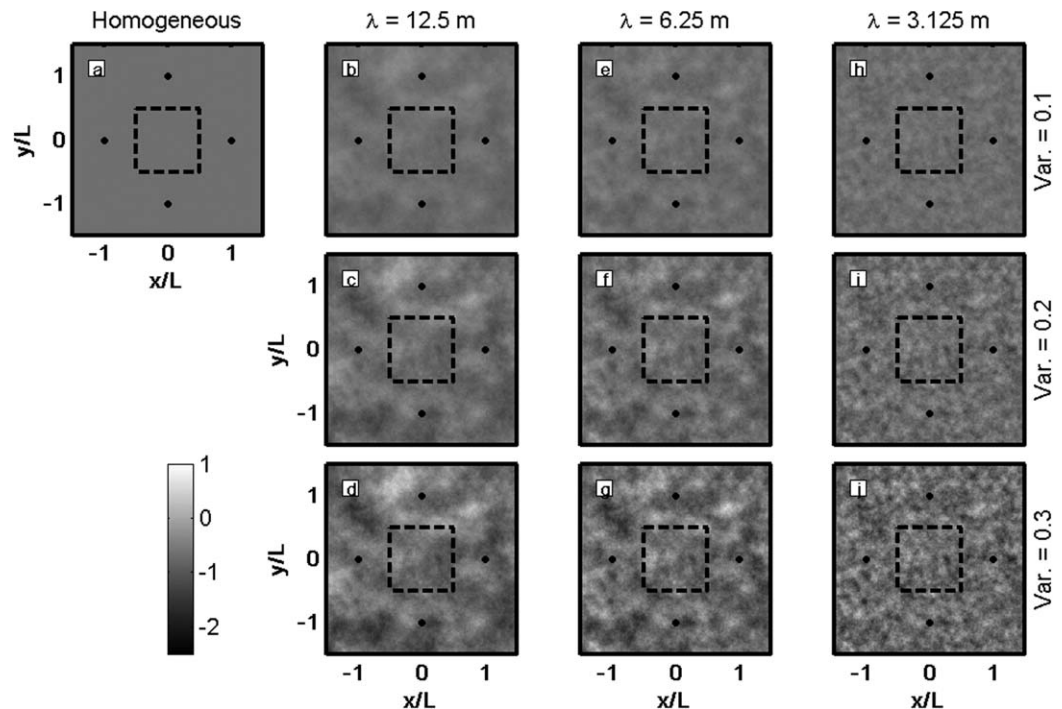 Homogeneous
λ = 12.5 m
λ = 6.25 m
λ = 3.125 m
a
b
e
h
1
0
-1
y/L
-1 0 1
x/L
Var. = 0.1
c
f
i
1
0
-1
y/L
Var. = 0.2
d
g
j
1
0
-1
y/L
Var. = 0.3
1
0
-1
-2
-1 0 1
x/L
-1 0 1
x/L
-1 0 1
x/L